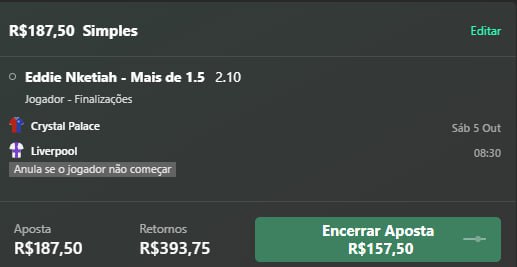 R$187,50 Simples
Editar
Eddie Nketiah - Mais de 1.5 2.10
Jogador - Finalizações
Crystal Palace
Sáb 5 Out
Liverpool
08:30
Anula se o jogador não começar
Aposta
Retornos
Encerrar Aposta
R$187,50
R$393,75
R$157,50